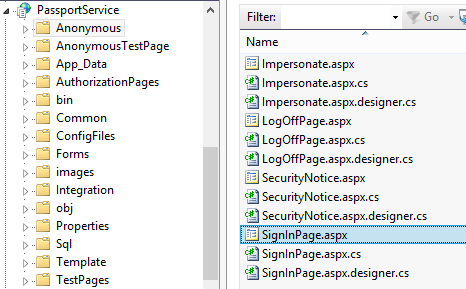 PassportService
Anonymous
AnonymousTestPage
App_Data
AuthorizationPages
bin
Common
ConfigFiles
Forms
images
Integration
obj
Properties
Sql
Template
TestPages
Filter:
Go
Name
Impersonate.aspx
Impersonate.aspx.cs
Impersonate.aspx.designer.cs
LogOffPage.aspx
LogOffPage.aspx.cs
LogOffPage.aspx.designer.cs
SecurityNotice.aspx
SecurityNotice.aspx.cs
SecurityNotice.aspx.designer.cs
SignInPage.aspx
SignInPage.aspx.cs
SignInPage.aspx.designer.cs